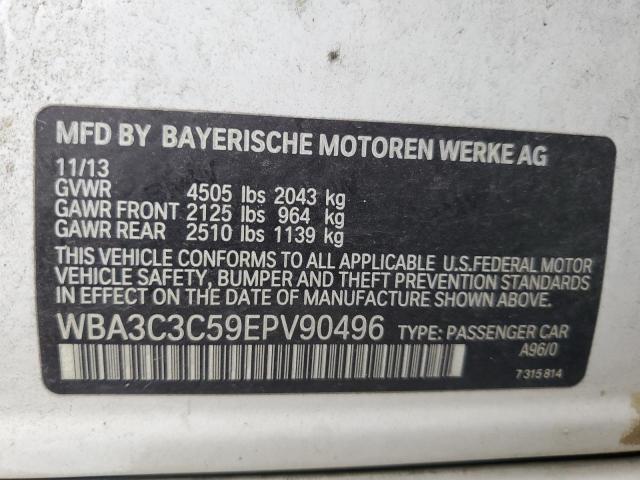 MFD BY BAYERISCHE MOTOREN WERKE AG
11/13
GVWR 4505 lbs 2043 kg
GAWR FRONT 2125 lbs 964 kg
GAWR REAR 2510 lbs 1139 kg
THIS VEHICLE CONFORMS TO ALL APPLICABLE U.S.FEDERAL MOTOR
VEHICLE SAFETY, BUMPER AND THEFT PREVENTION STANDARDS
IN EFFECT ON THE DATE OF MANUFACTURE SHOWN ABOVE.
WBA3C3C59EPV90496 TYPE: PASSENGER CAR
A96/0
7315814